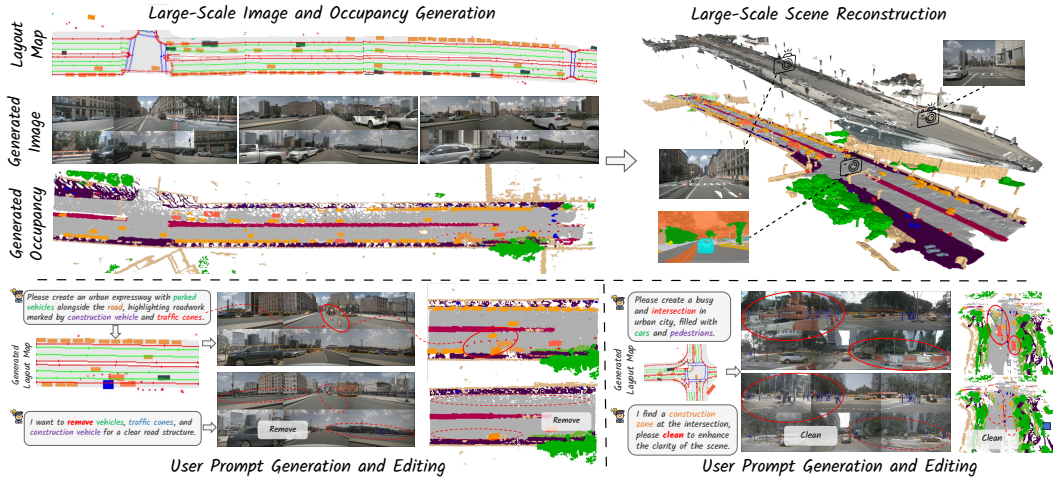 Large-Scale Image and Occupancy Generation
Large-Scale Scene Reconstruction
Layout
Map
Generated
Image
Generated
Occupancy
Please create an urban expressway with parked
vehicles alongside the road, highlighting roadwork
marked by construction vehicle and traffic cones.
Generated
Layout Map
I want to remove vehicles, traffic cones, and
construction vehicle for a clear road structure.
Remove
Remove
User Prompt Generation and Editing
Please create a busy
and intersection in
urban city, filled with
cars and pedestrians.
Generated
Layout Map
I find a construction
zone at the intersection,
please clean to enhance
the clarity of the scene.
Clean
Clean
User Prompt Generation and Editing